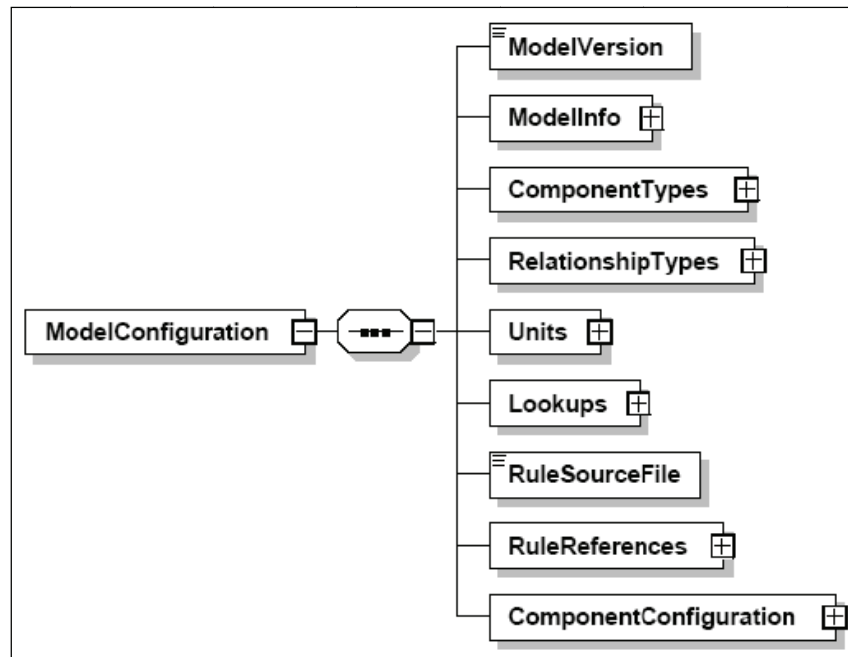 ModelVersion
ModelInfo
ComponentTypes
RelationshipTypes
ModelConfiguration
Units
Lookups
RuleSourceFile
RuleReferences
ComponentConfiguration